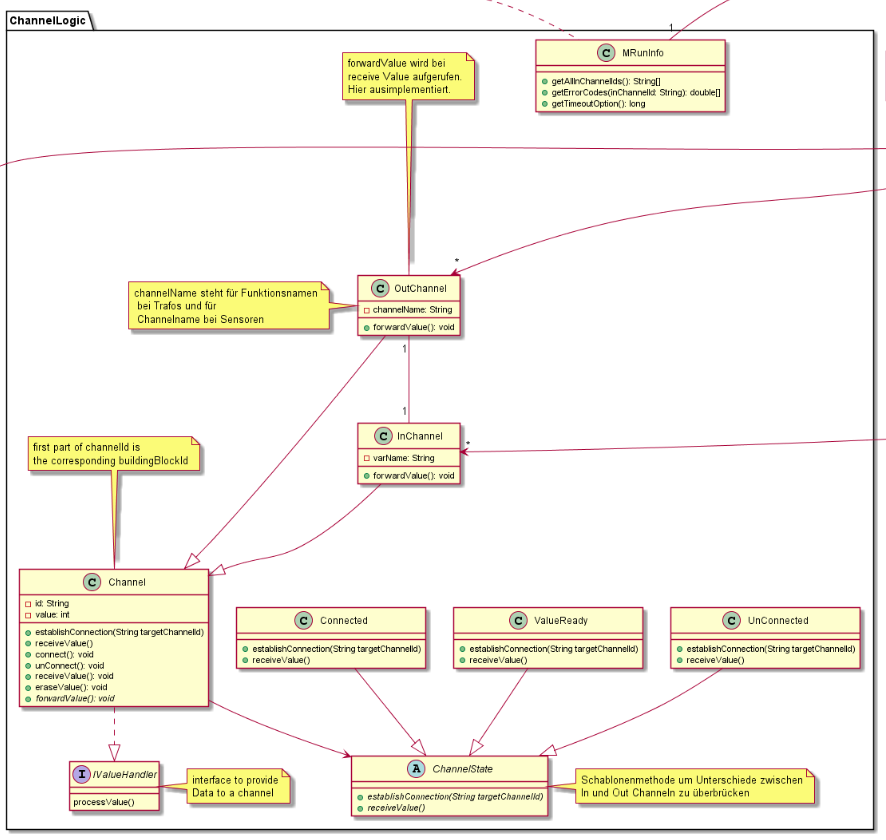 ChannelLogic
1
C MRunInfo
getAllInChannelIds(): String[]
getErrorCodes(inChannelId: String): double[]
getTimeoutOption(): long
forwardValue wird bei
receive Value aufgerufen.
Hier ausimplementiert.
*
C OutChannel
channelName: String
forwardValue(): void
channelName steht für Funktionsnamen
bei Trafos und für
Channelname bei Sensoren
1
1
C InChannel
varName: String
forwardValue(): void
*
first part of channelId is
the corresponding buildingBlockId
C Channel
id: String
value: int
establishConnection(String targetChannelId)
receiveValue()
connect(): void
unConnect(): void
receiveValue(): void
eraseValue(): void
forwardValue(): void
C Connected
establishConnection(String targetChannelId)
receiveValue()
C ValueReady
establishConnection(String targetChannelId)
receiveValue()
C UnConnected
establishConnection(String targetChannelId)
receiveValue()
I IValueHandler
processValue()
interface to provide
Data to a channel
A ChannelState
establishConnection(String targetChannelId)
receiveValue()
Schablonenmethode um Unterschiede zwischen
In und Out Channeln zu überbrücken